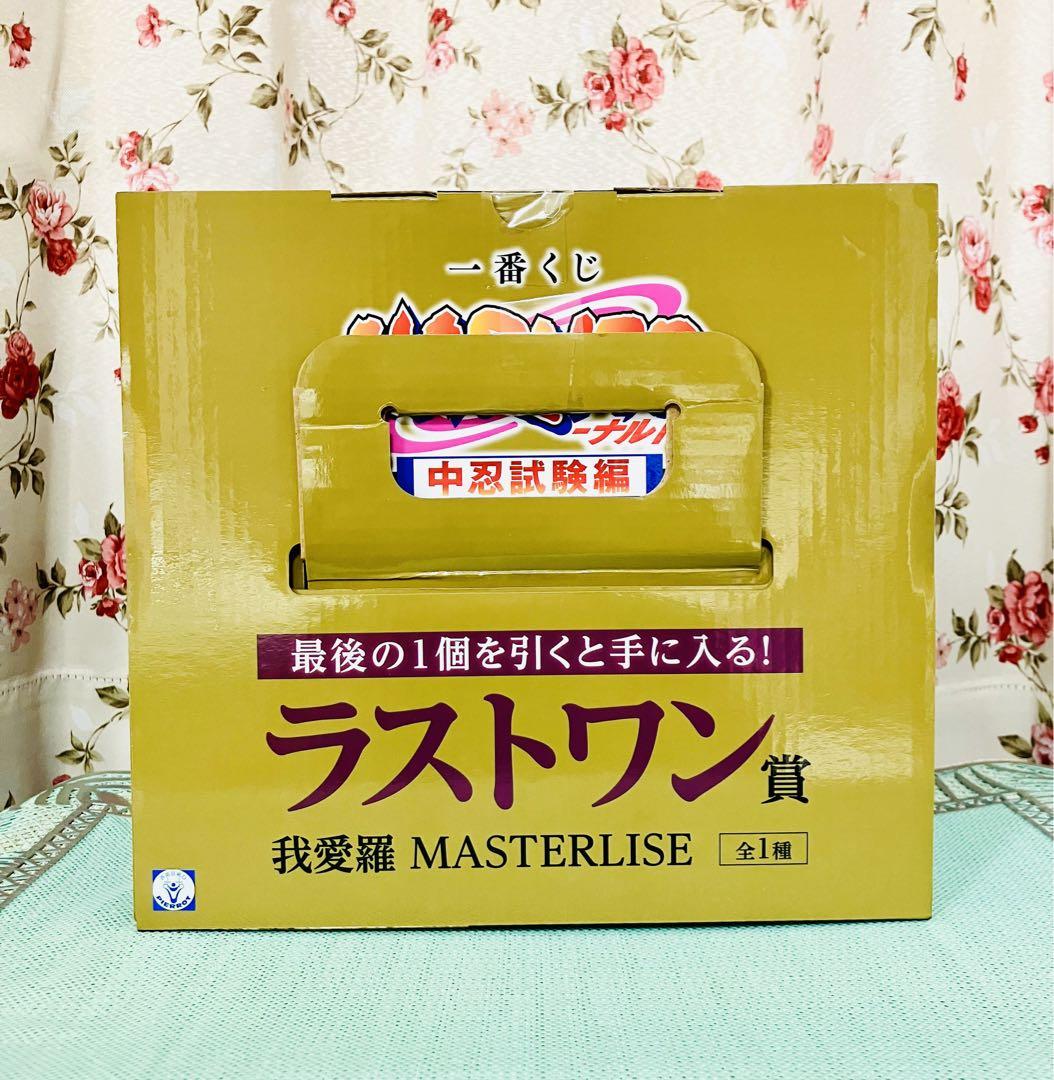 一番くじ
ーナルト
中忍試験編
最後の1個を引くと手に入る!
ラストワン賞
我愛羅 MASTERLISE 全1種
PIERROT